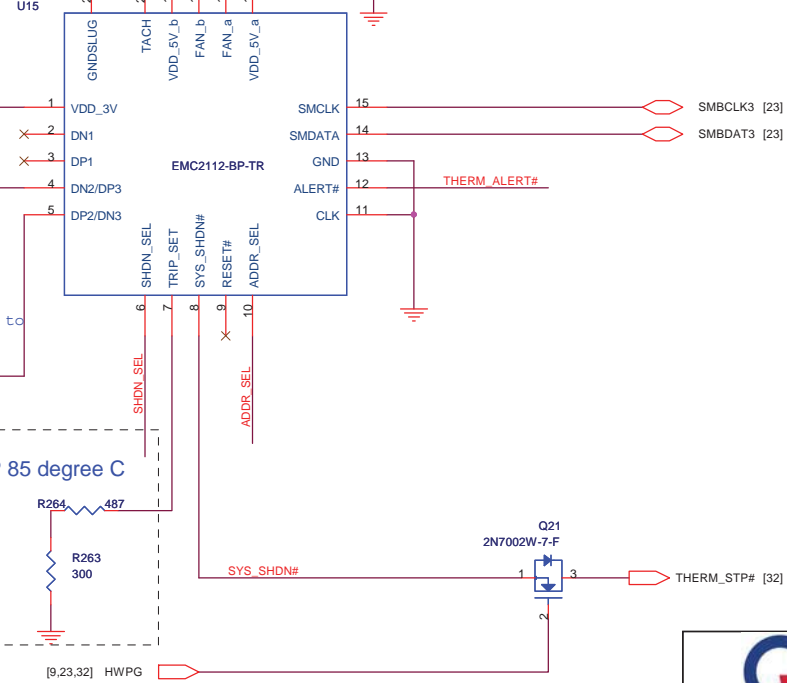 U15
GNDSLUG
TACH
VDD_5V_b
FAN_b
FAN_a
VDD_5V_a
1 VDD_3V
2 DN1
3 DP1
4 DN2/DP3
5 DP2/DN3
EMC2112-BP-TR
SMCLK 15
SMDATA 14
GND 13
ALERT# 12
CLK 11
SMBCLK3 [23]
SMBDAT3 [23]
THERM_ALERT#
SHDN_SEL
TRIP_SET
SYS_SHDN#
RESET#
ADDR_SEL
6
7
8
9
10
to
SHDN_SEL
ADDR_SEL
85 degree C
R264 487
R263
300
SYS_SHDN#
Q21
2N7002W-7-F
1
3
2
THERM_STP# [32]
[9,23,32] HWPG